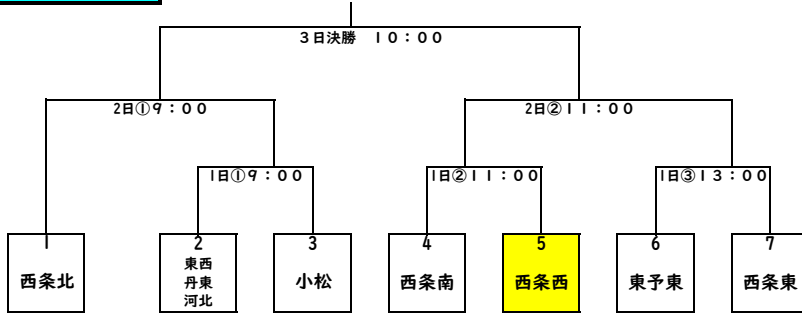 3日決勝　10:00
2日①9:00
2日②11:00
1日①9:00
1日②11:00
1日③13:00
1
西条北
2
東西
丹東
河北
3
小松
4
西条南
5
西条西
6
東予東
7
西条東